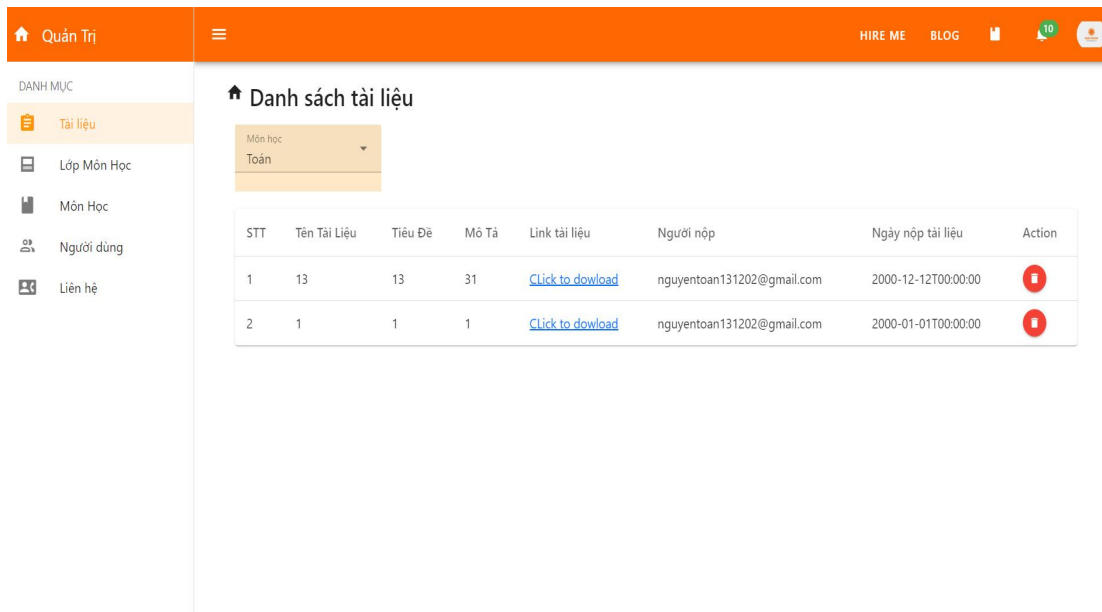 Quản Trị HIRE ME BLOG 10
DANH MỤC
Tài liệu
Lớp Môn Học
Môn Học
Người dùng
Liên hệ
Danh sách tài liệu
Môn học
Toán
STT Tên Tài Liệu Tiêu Đề Mô Tả Link tài liệu Người nộp Ngày nộp tài liệu Action
1 13 13 31 CLick to dowload nguyentoan131202@gmail.com 2000-12-12T00:00:00
2 1 1 1 CLick to dowload nguyentoan131202@gmail.com 2000-01-01T00:00:00